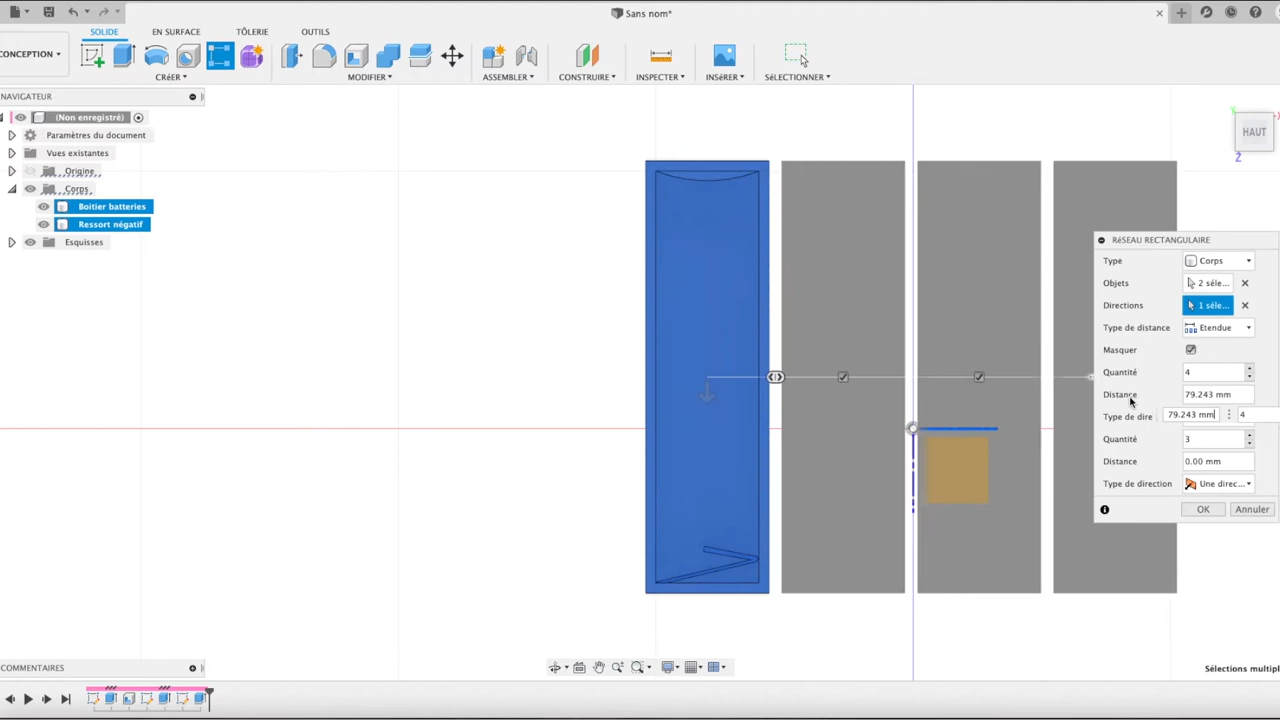 Sans nom*
SOLIDE EN SURFACE TÔLERIE OUTILS
CONCEPTION
CRÉER MODIFIER ASSEMBLER CONSTRUIRE INSPECTER INSÉRER SÉLECTIONNER
NAVIGATEUR
(Non enregistré)
Paramètres du document
Vues existantes
Origine
Corps
Boitier batteries
Ressort négatif
Esquisses
HAUT
Z
RÉSEAU RECTANGULAIRE
Type Corps
Objets 2 séle...
Directions 1 séle...
Type de distance Etendue
Masquer
Quantité 4
Distance 79.243 mm
Type de dire 79.243 mm 4
Quantité 3
Distance 0.00 mm
Type de direction Une direc...
OK Annuler
COMMENTAIRES
Sélections multipl